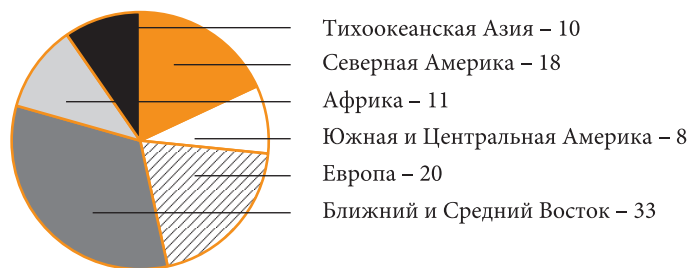 Тихоокеанская Азия – 10
Северная Америка – 18
Африка – 11
Южная и Центральная Америка – 8
Европа – 20
Ближний и Средний Восток – 33